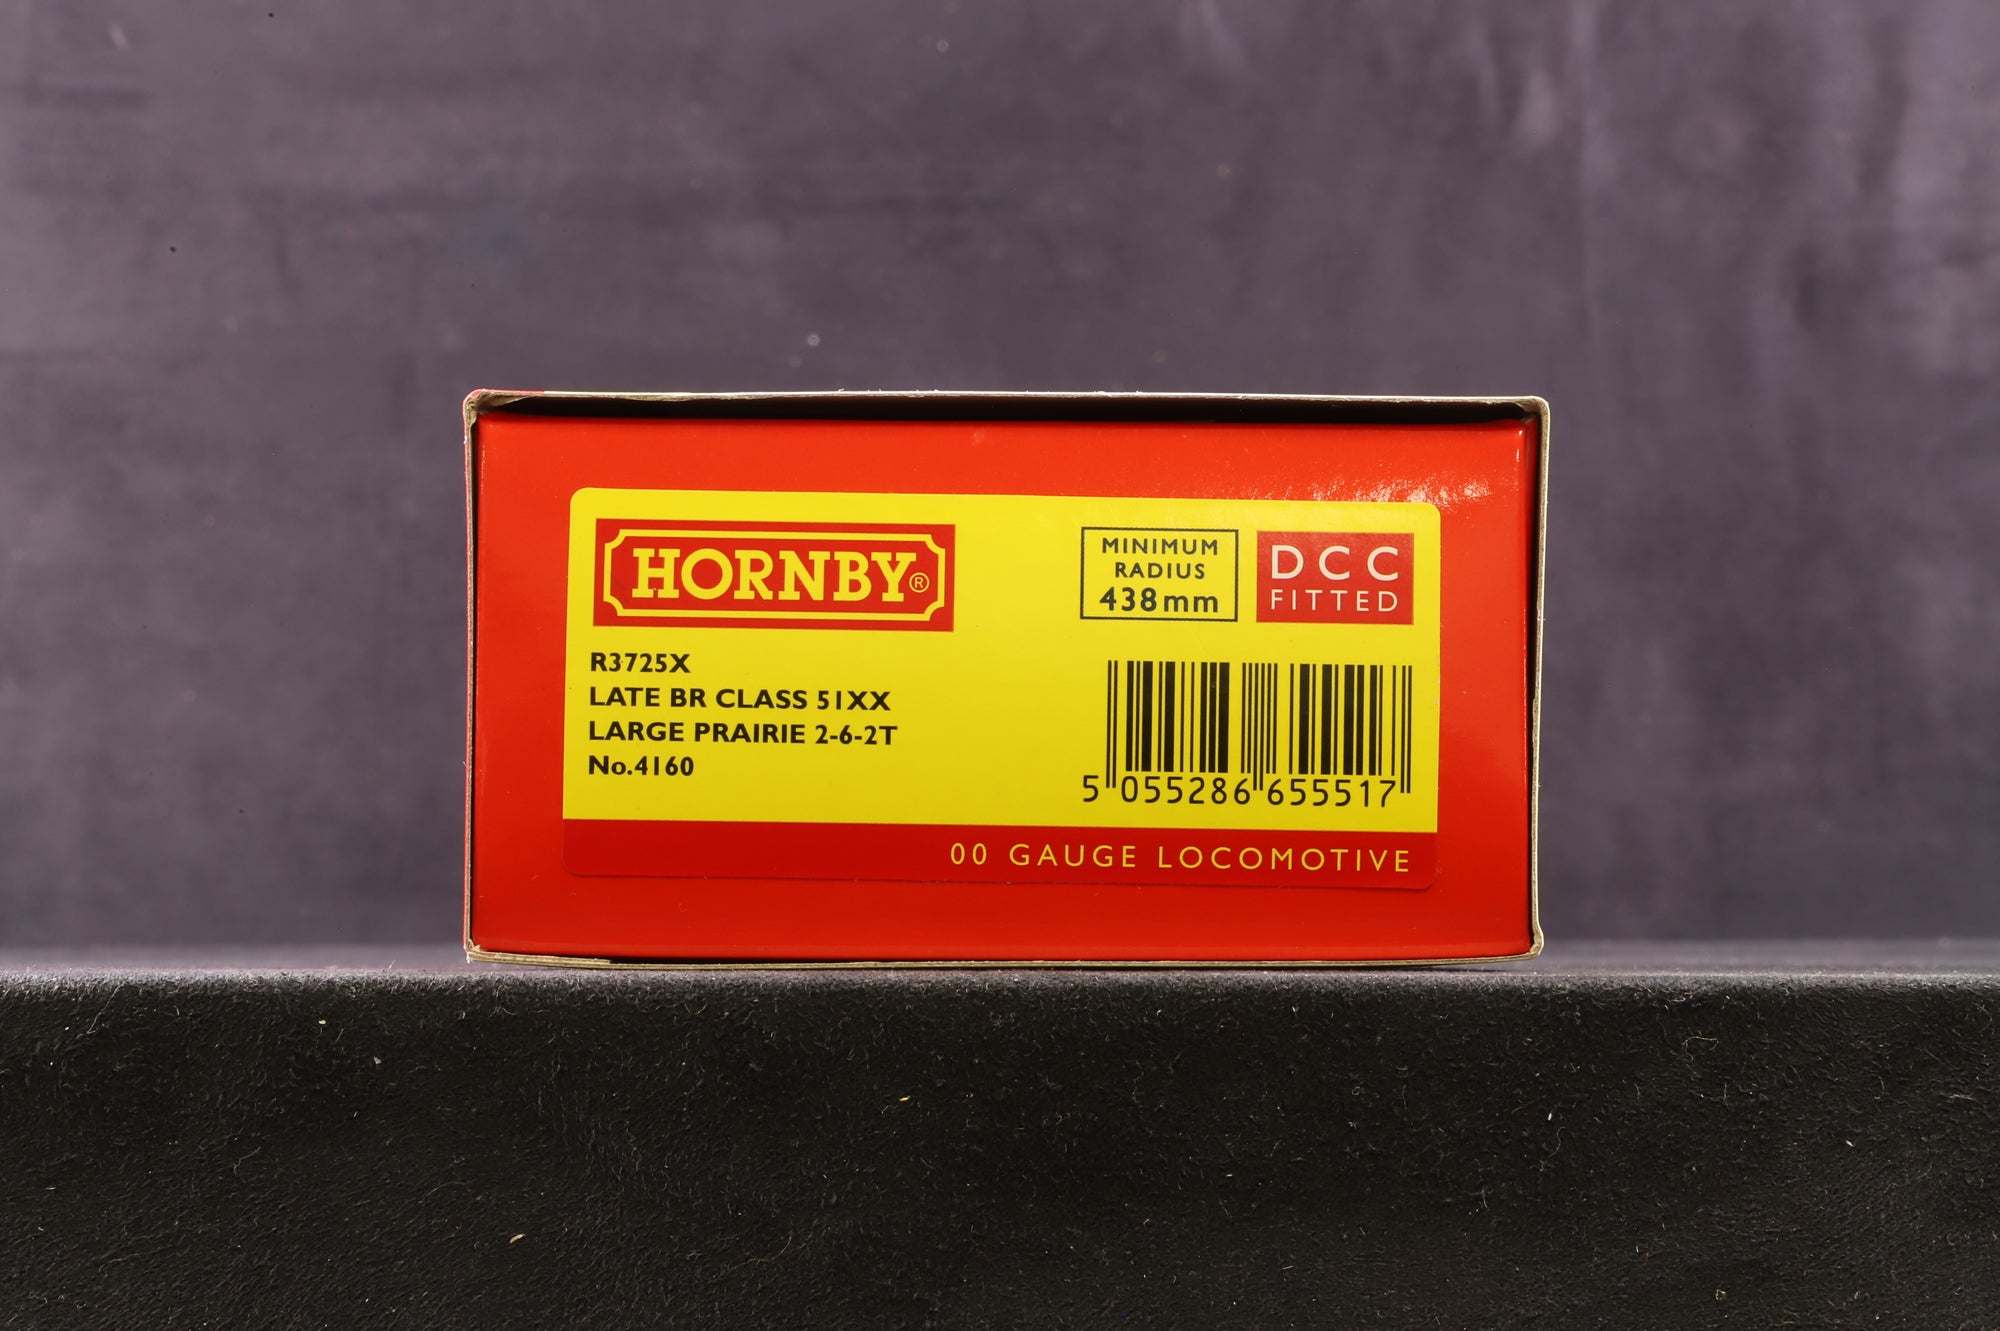 HORNBY®
MINIMUM
RADIUS
438mm
DCC
FITTED
R3725X
LATE BR CLASS 51XX
LARGE PRAIRIE 2-6-2T
No.4160
5 055286 655517
00 GAUGE LOCOMOTIVE